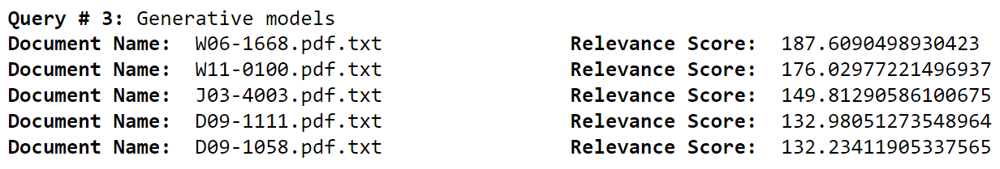 Query # 3: Generative models
Document Name: W06-1668.pdf.txt Relevance Score: 187.6090498930423
Document Name: W11-0100.pdf.txt Relevance Score: 176.02977221496937
Document Name: J03-4003.pdf.txt Relevance Score: 149.81290586100675
Document Name: D09-1111.pdf.txt Relevance Score: 132.98051273548964
Document Name: D09-1058.pdf.txt Relevance Score: 132.23411905337565